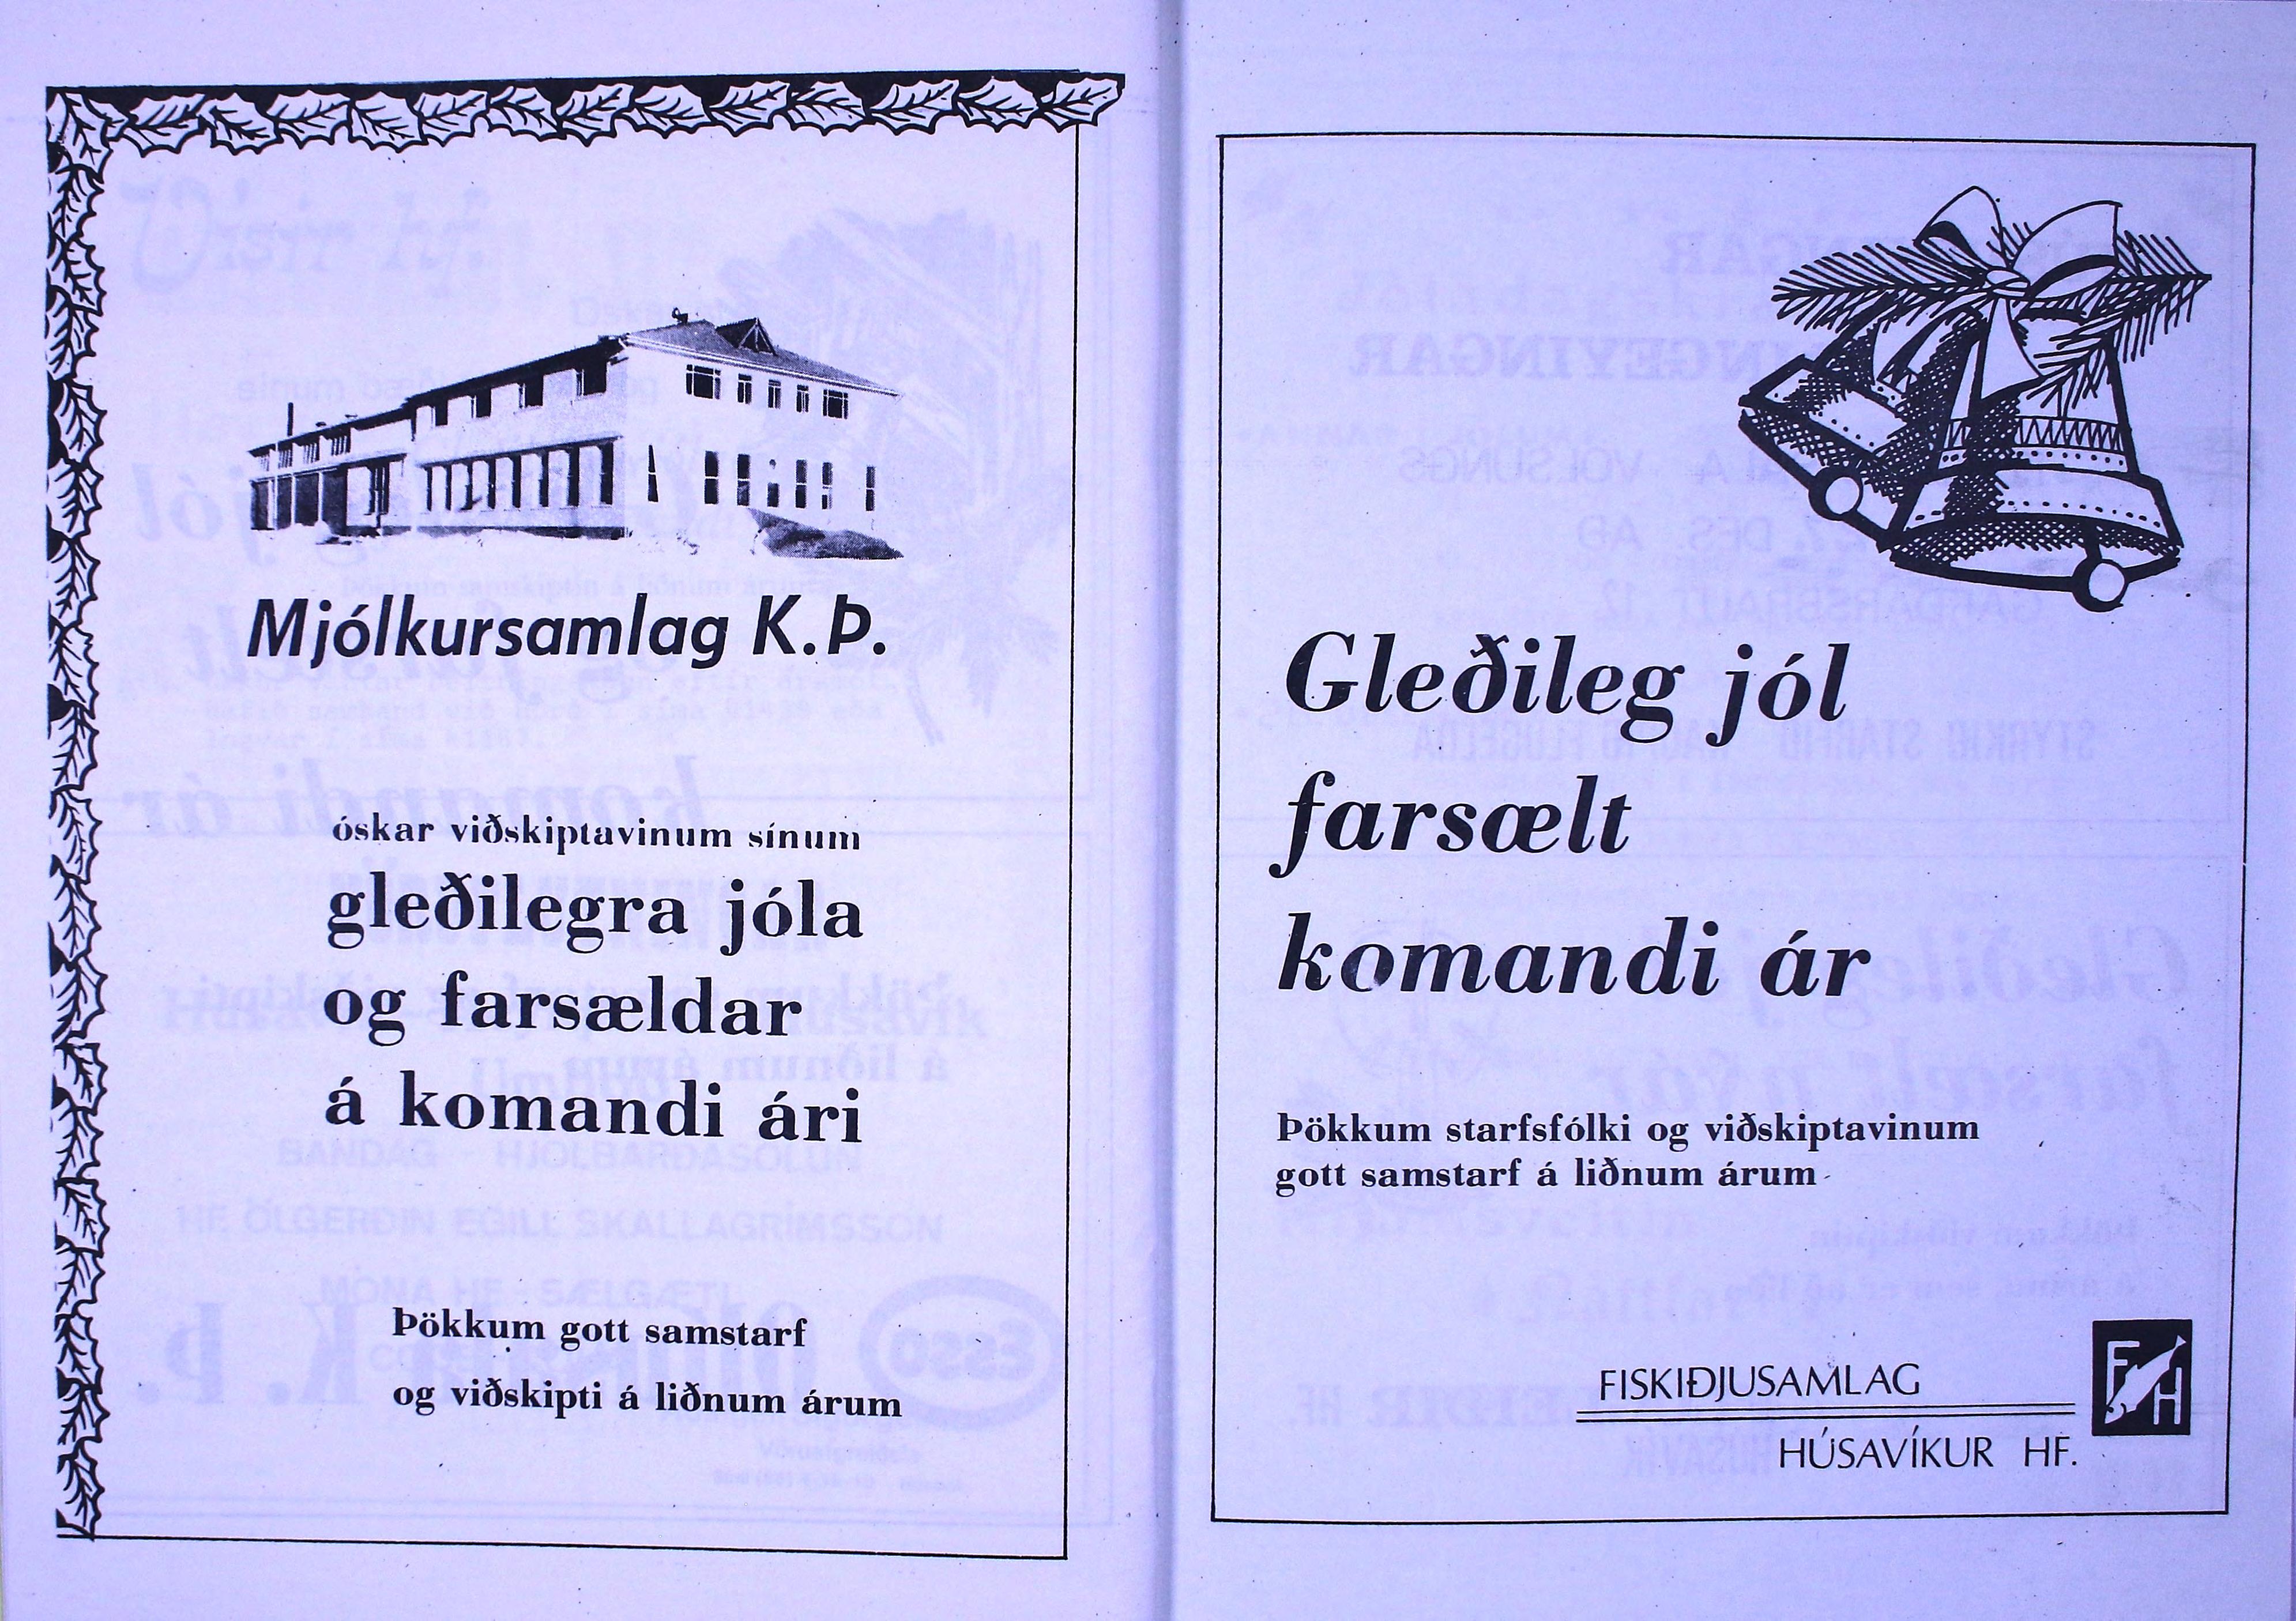 Mjólkursamlag K.Þ.
óskar viðskiptavinum sínum
gleðilegra jóla
og farsældar
á komandi ári
Þökkum gott samstarf
og viðskipti á liðnum árum
Gleðileg jól
farsælt
komandi ár
Þökkum starfsfólki og viðskiptavinum
gott samstarf á liðnum árum
FISKIÐJUSAMLAG
HÚSAVÍKUR HF.
FH